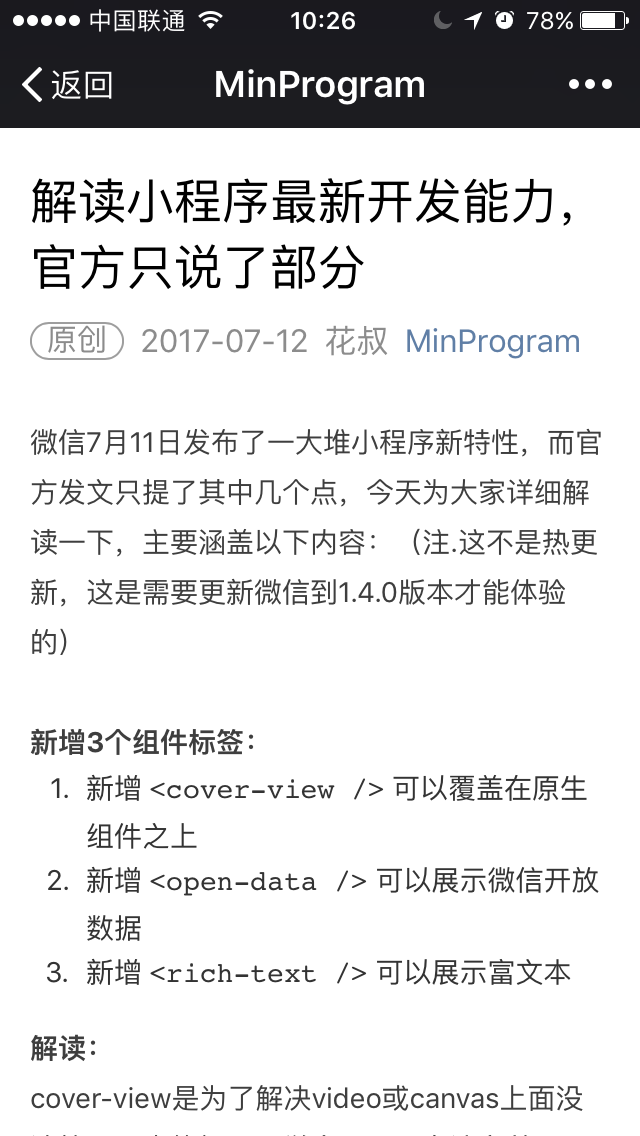 中国联通 10:26 78%
返回 MinProgram
解读小程序最新开发能力，
官方只说了部分
原创 2017-07-12 花叔 MinProgram
微信7月11日发布了一大堆小程序新特性，而官
方发文只提了其中几个点，今天为大家详细解
读一下，主要涵盖以下内容：（注.这不是热更
新，这是需要更新微信到1.4.0版本才能体验
的）
新增3个组件标签：
1. 新增 <cover-view /> 可以覆盖在原生
组件之上
2. 新增 <open-data /> 可以展示微信开放
数据
3. 新增 <rich-text /> 可以展示富文本
解读：
cover-view是为了解决video或canvas上面没